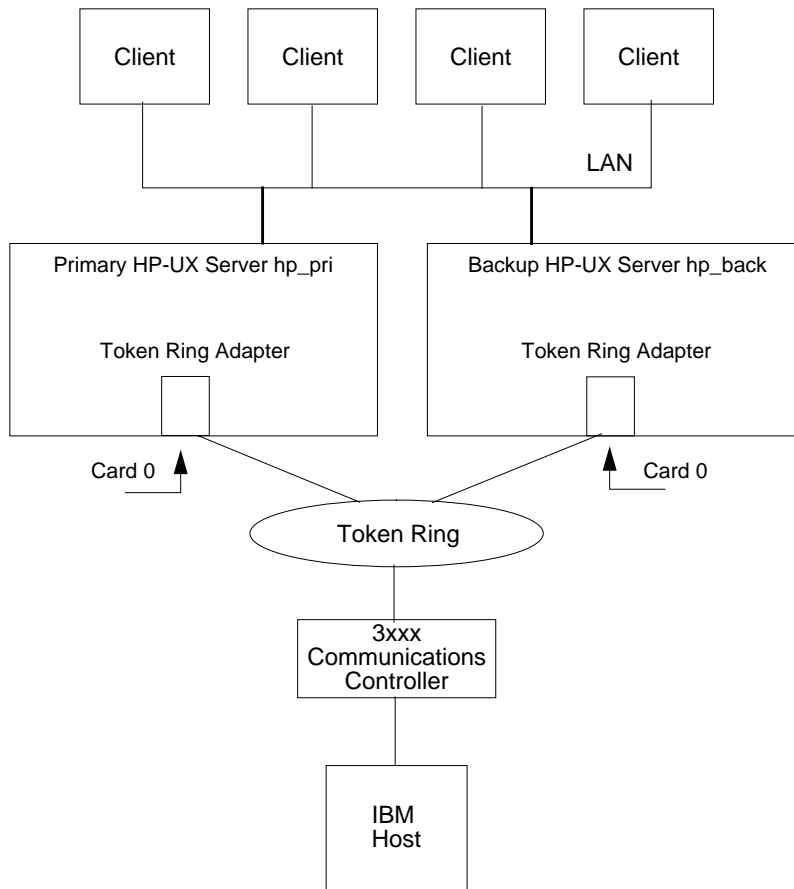 Client
Client
Client
Client
LAN
Primary HP-UX Server hp_pri
Backup HP-UX Server hp_back
Token Ring Adapter
Token Ring Adapter
Card 0
Card 0
Token Ring
3xxx
Communications
Controller
IBM
Host